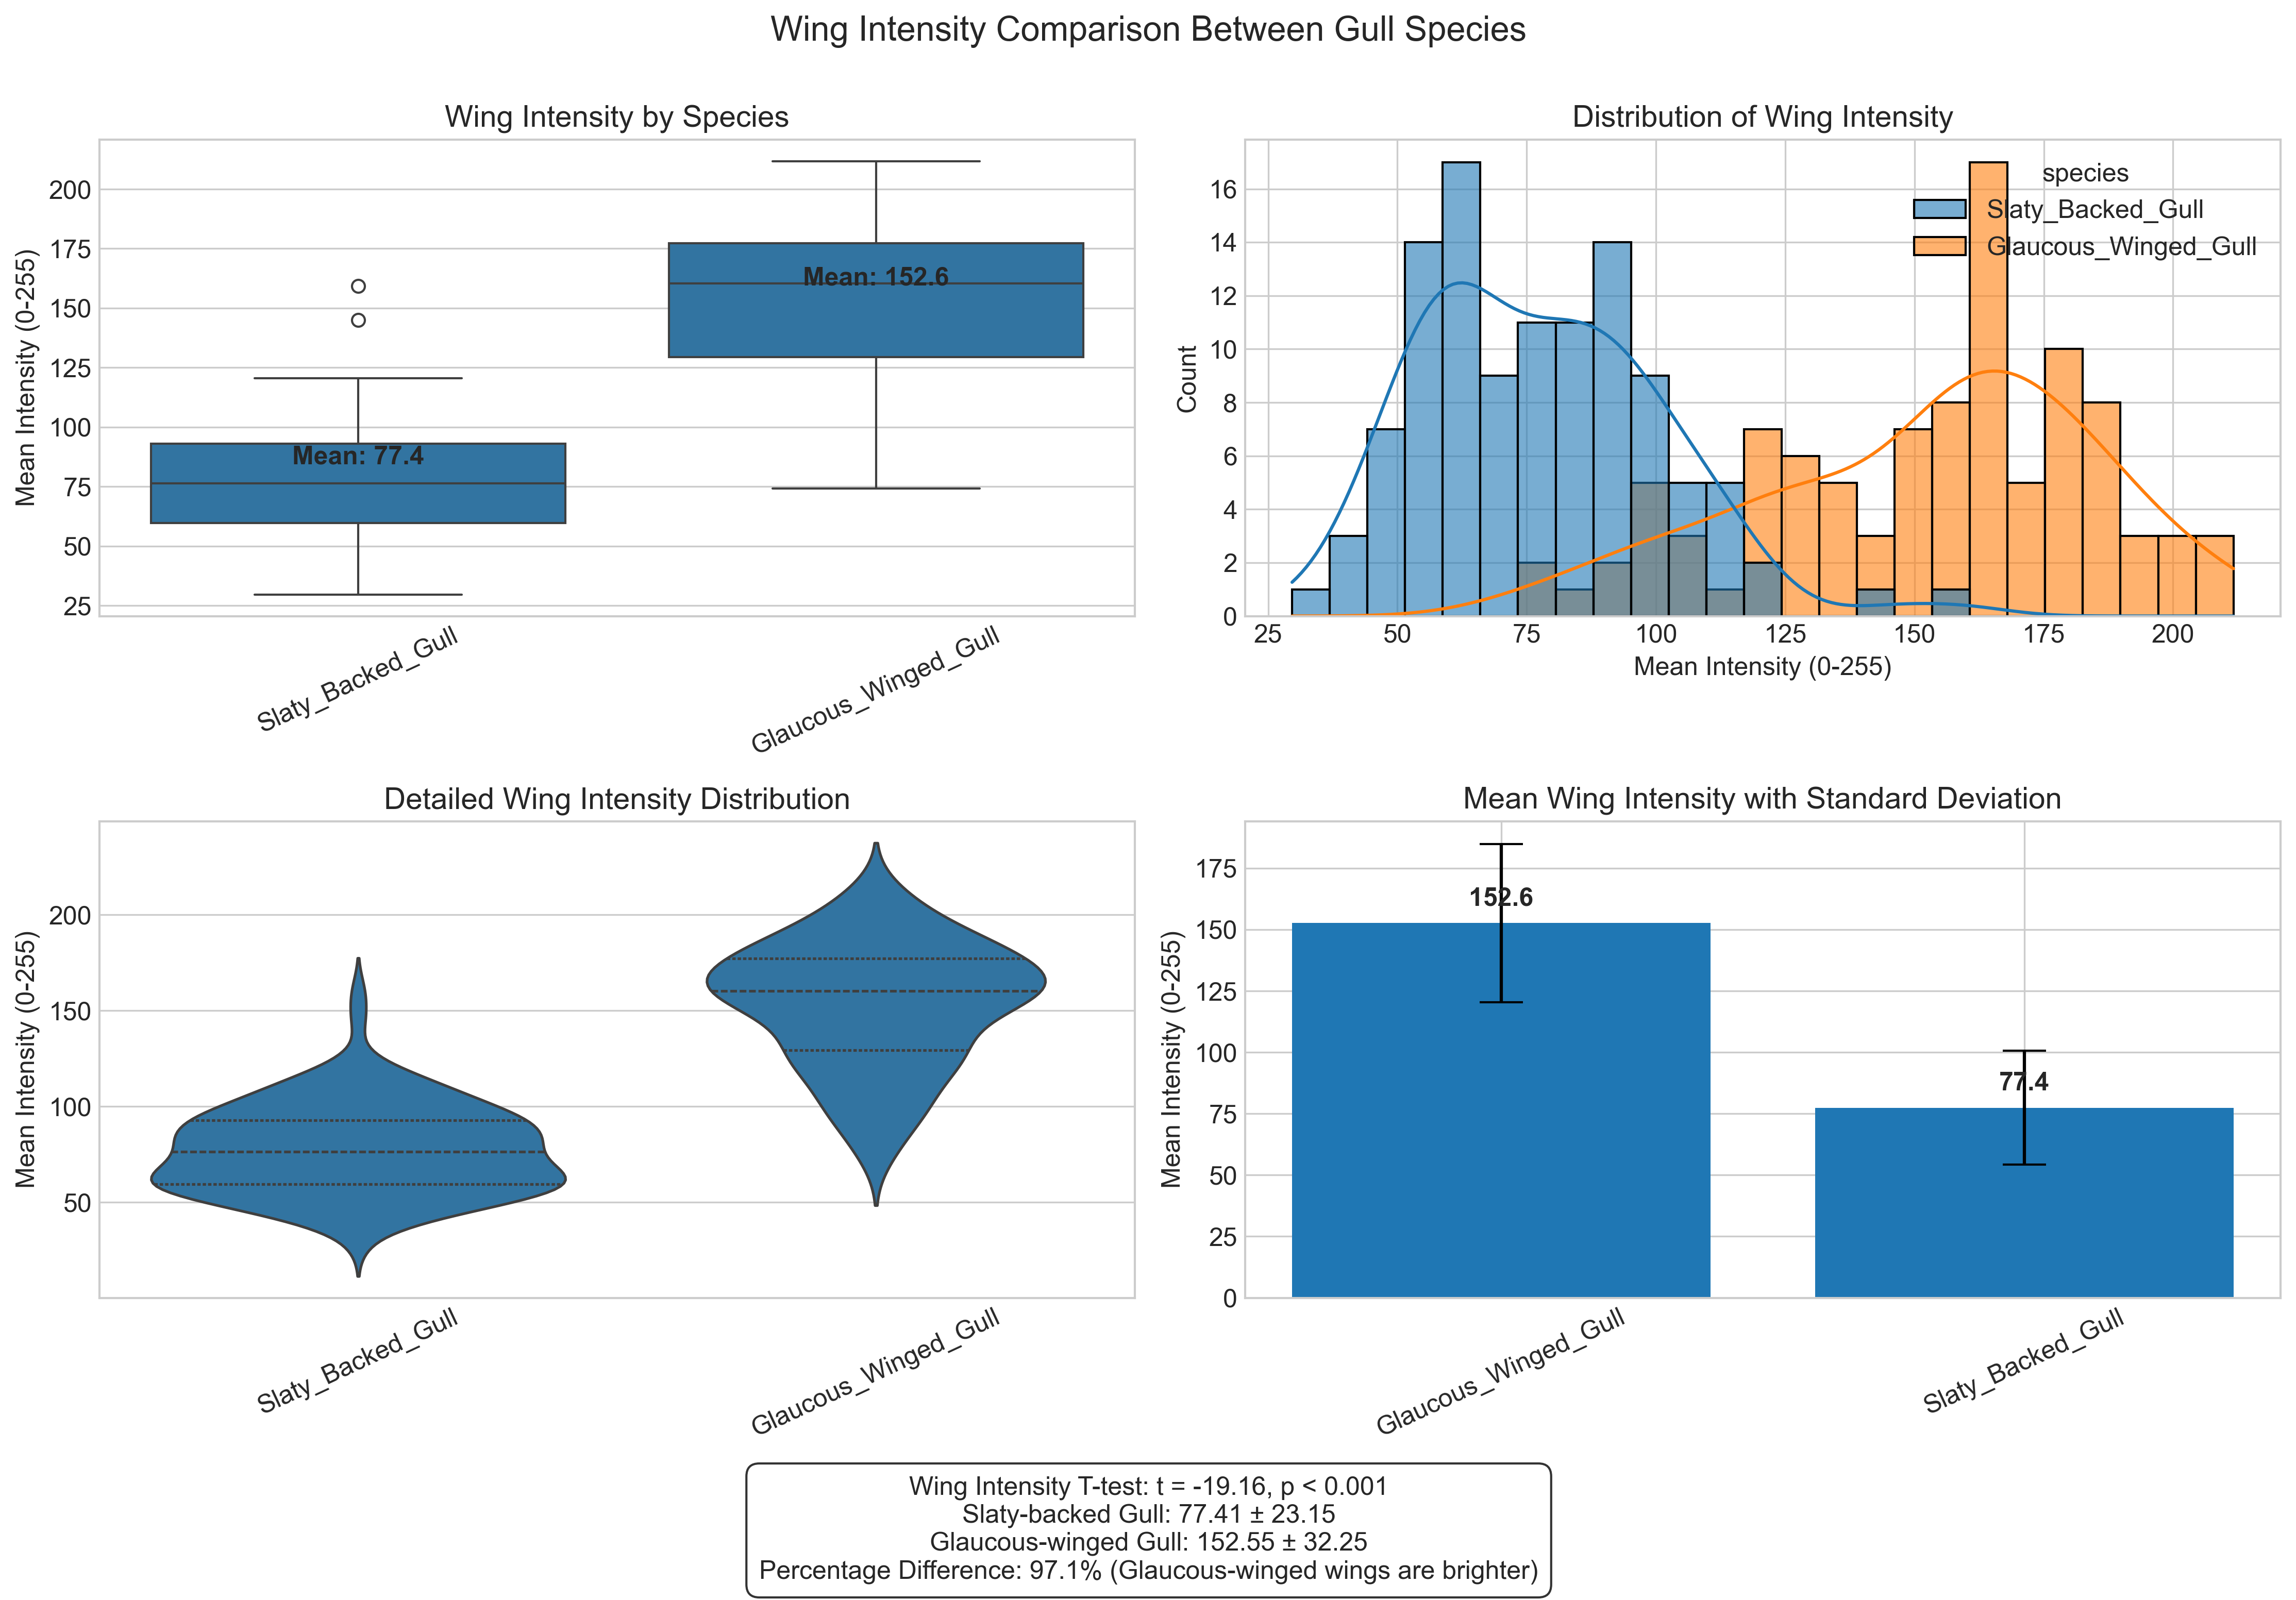 Wing Intensity Comparison Between Gull Species
Wing Intensity by Species
Mean Intensity (0-255)
200
175
150
125
100
75
50
25
Mean: 77.4
Mean: 152.6
Slaty_Backed_Gull
Glaucous_Winged_Gull
Distribution of Wing Intensity
Count
16
14
12
10
8
6
4
2
0
species
Slaty_Backed_Gull
Glaucous_Winged_Gull
25 50 75 100 125 150 175 200
Mean Intensity (0-255)
Detailed Wing Intensity Distribution
Mean Intensity (0-255)
200
150
100
50
Slaty_Backed_Gull
Glaucous_Winged_Gull
Mean Wing Intensity with Standard Deviation
Mean Intensity (0-255)
175
150
125
100
75
50
25
0
152.6
77.4
Glaucous_Winged_Gull
Slaty_Backed_Gull
Wing Intensity T-test: t = -19.16, p < 0.001
Slaty-backed Gull: 77.41 ± 23.15
Glaucous-winged Gull: 152.55 ± 32.25
Percentage Difference: 97.1% (Glaucous-winged wings are brighter)